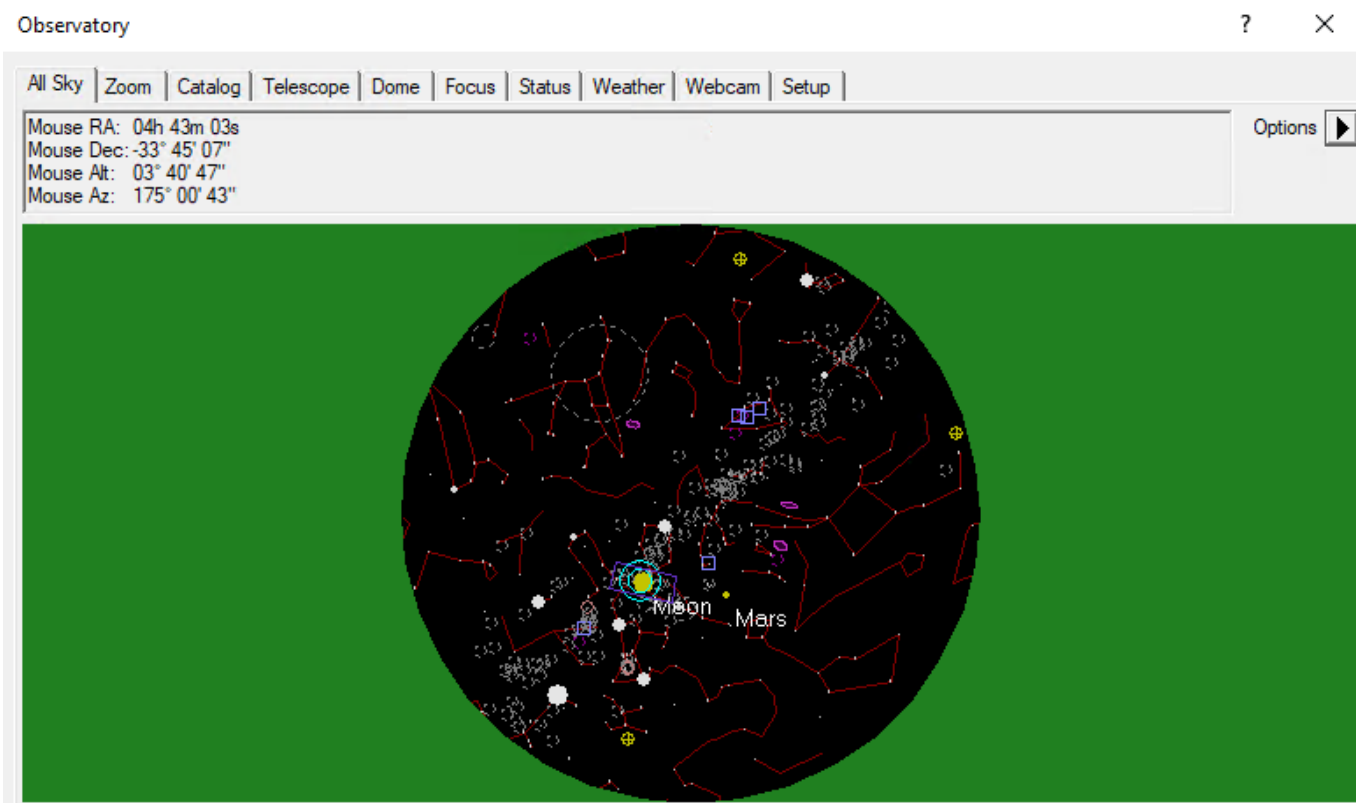 Observatory ?
All Sky Zoom Catalog Telescope Dome Focus Status Weather Webcam Setup
Mouse RA: 04h 43m 03s
Options
Mouse Dec: -33° 45' 07"
Mouse Alt: 03° 40' 47"
Mouse Az: 175° 00' 43"
Moon
Mars